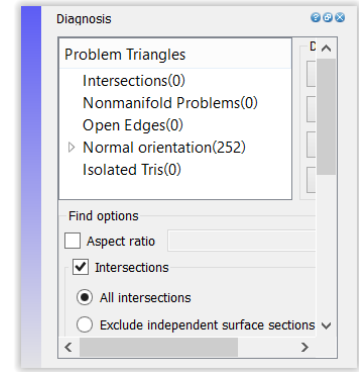 Diagnosis
Problem Triangles
Intersections(0)
Nonmanifold Problems(0)
Open Edges(0)
Normal orientation(252)
Isolated Tris(0)
Find options
Aspect ratio
Intersections
All intersections
Exclude independent surface sections